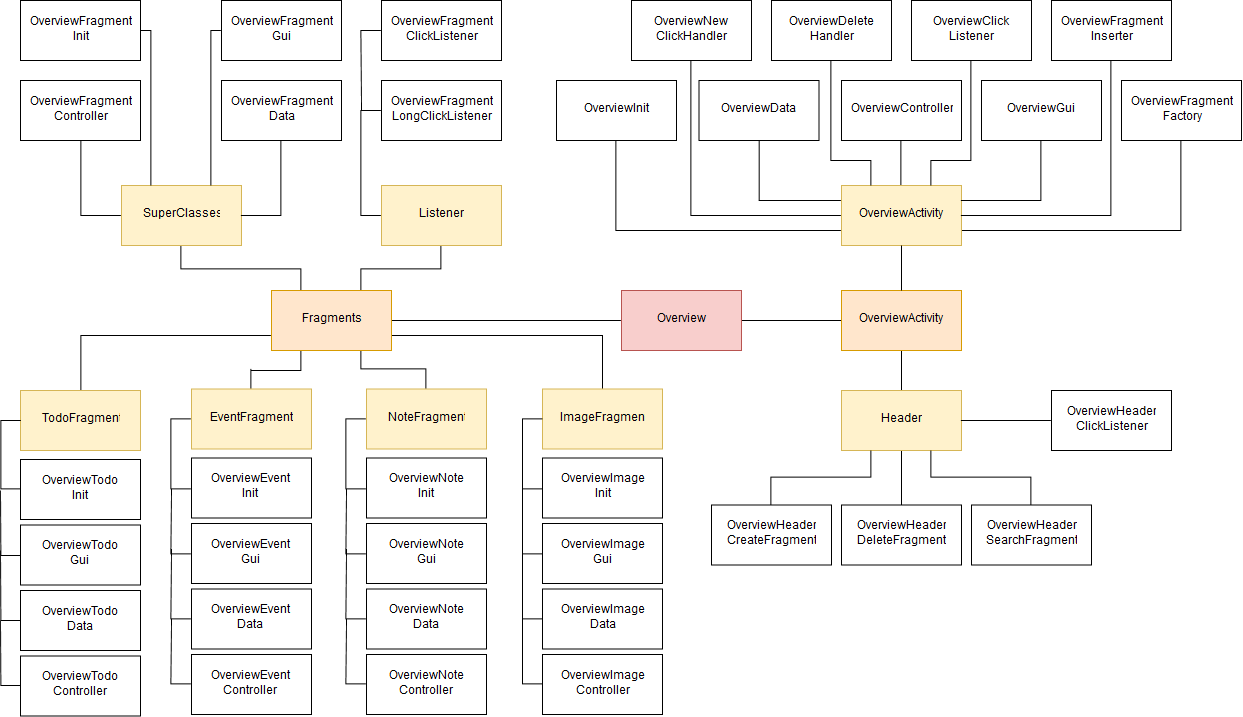 OverviewFragment
Init
OverviewFragment
Gui
OverviewFragment
ClickListener
OverviewNew
ClickHandler
OverviewDelete
Handler
OverviewClick
Listener
OverviewFragment
Inserter
OverviewFragment
Controller
OverviewFragment
Data
OverviewFragment
LongClickListener
OverviewInit
OverviewData
OverviewController
OverviewGui
OverviewFragment
Factory
SuperClasses
Listener
OverviewActivity
Fragments
Overview
OverviewActivity
TodoFragment
EventFragment
NoteFragment
ImageFragmen
Header
OverviewHeader
ClickListener
OverviewTodo
Init
OverviewEvent
Init
OverviewNote
Init
OverviewImage
Init
OverviewHeader
CreateFragment
OverviewHeader
DeleteFragment
OverviewHeader
SearchFragment
OverviewTodo
Gui
OverviewEvent
Gui
OverviewNote
Gui
OverviewImage
Gui
OverviewTodo
Data
OverviewEvent
Data
OverviewNote
Data
OverviewImage
Data
OverviewTodo
Controller
OverviewEvent
Controller
OverviewNote
Controller
OverviewImage
Controller